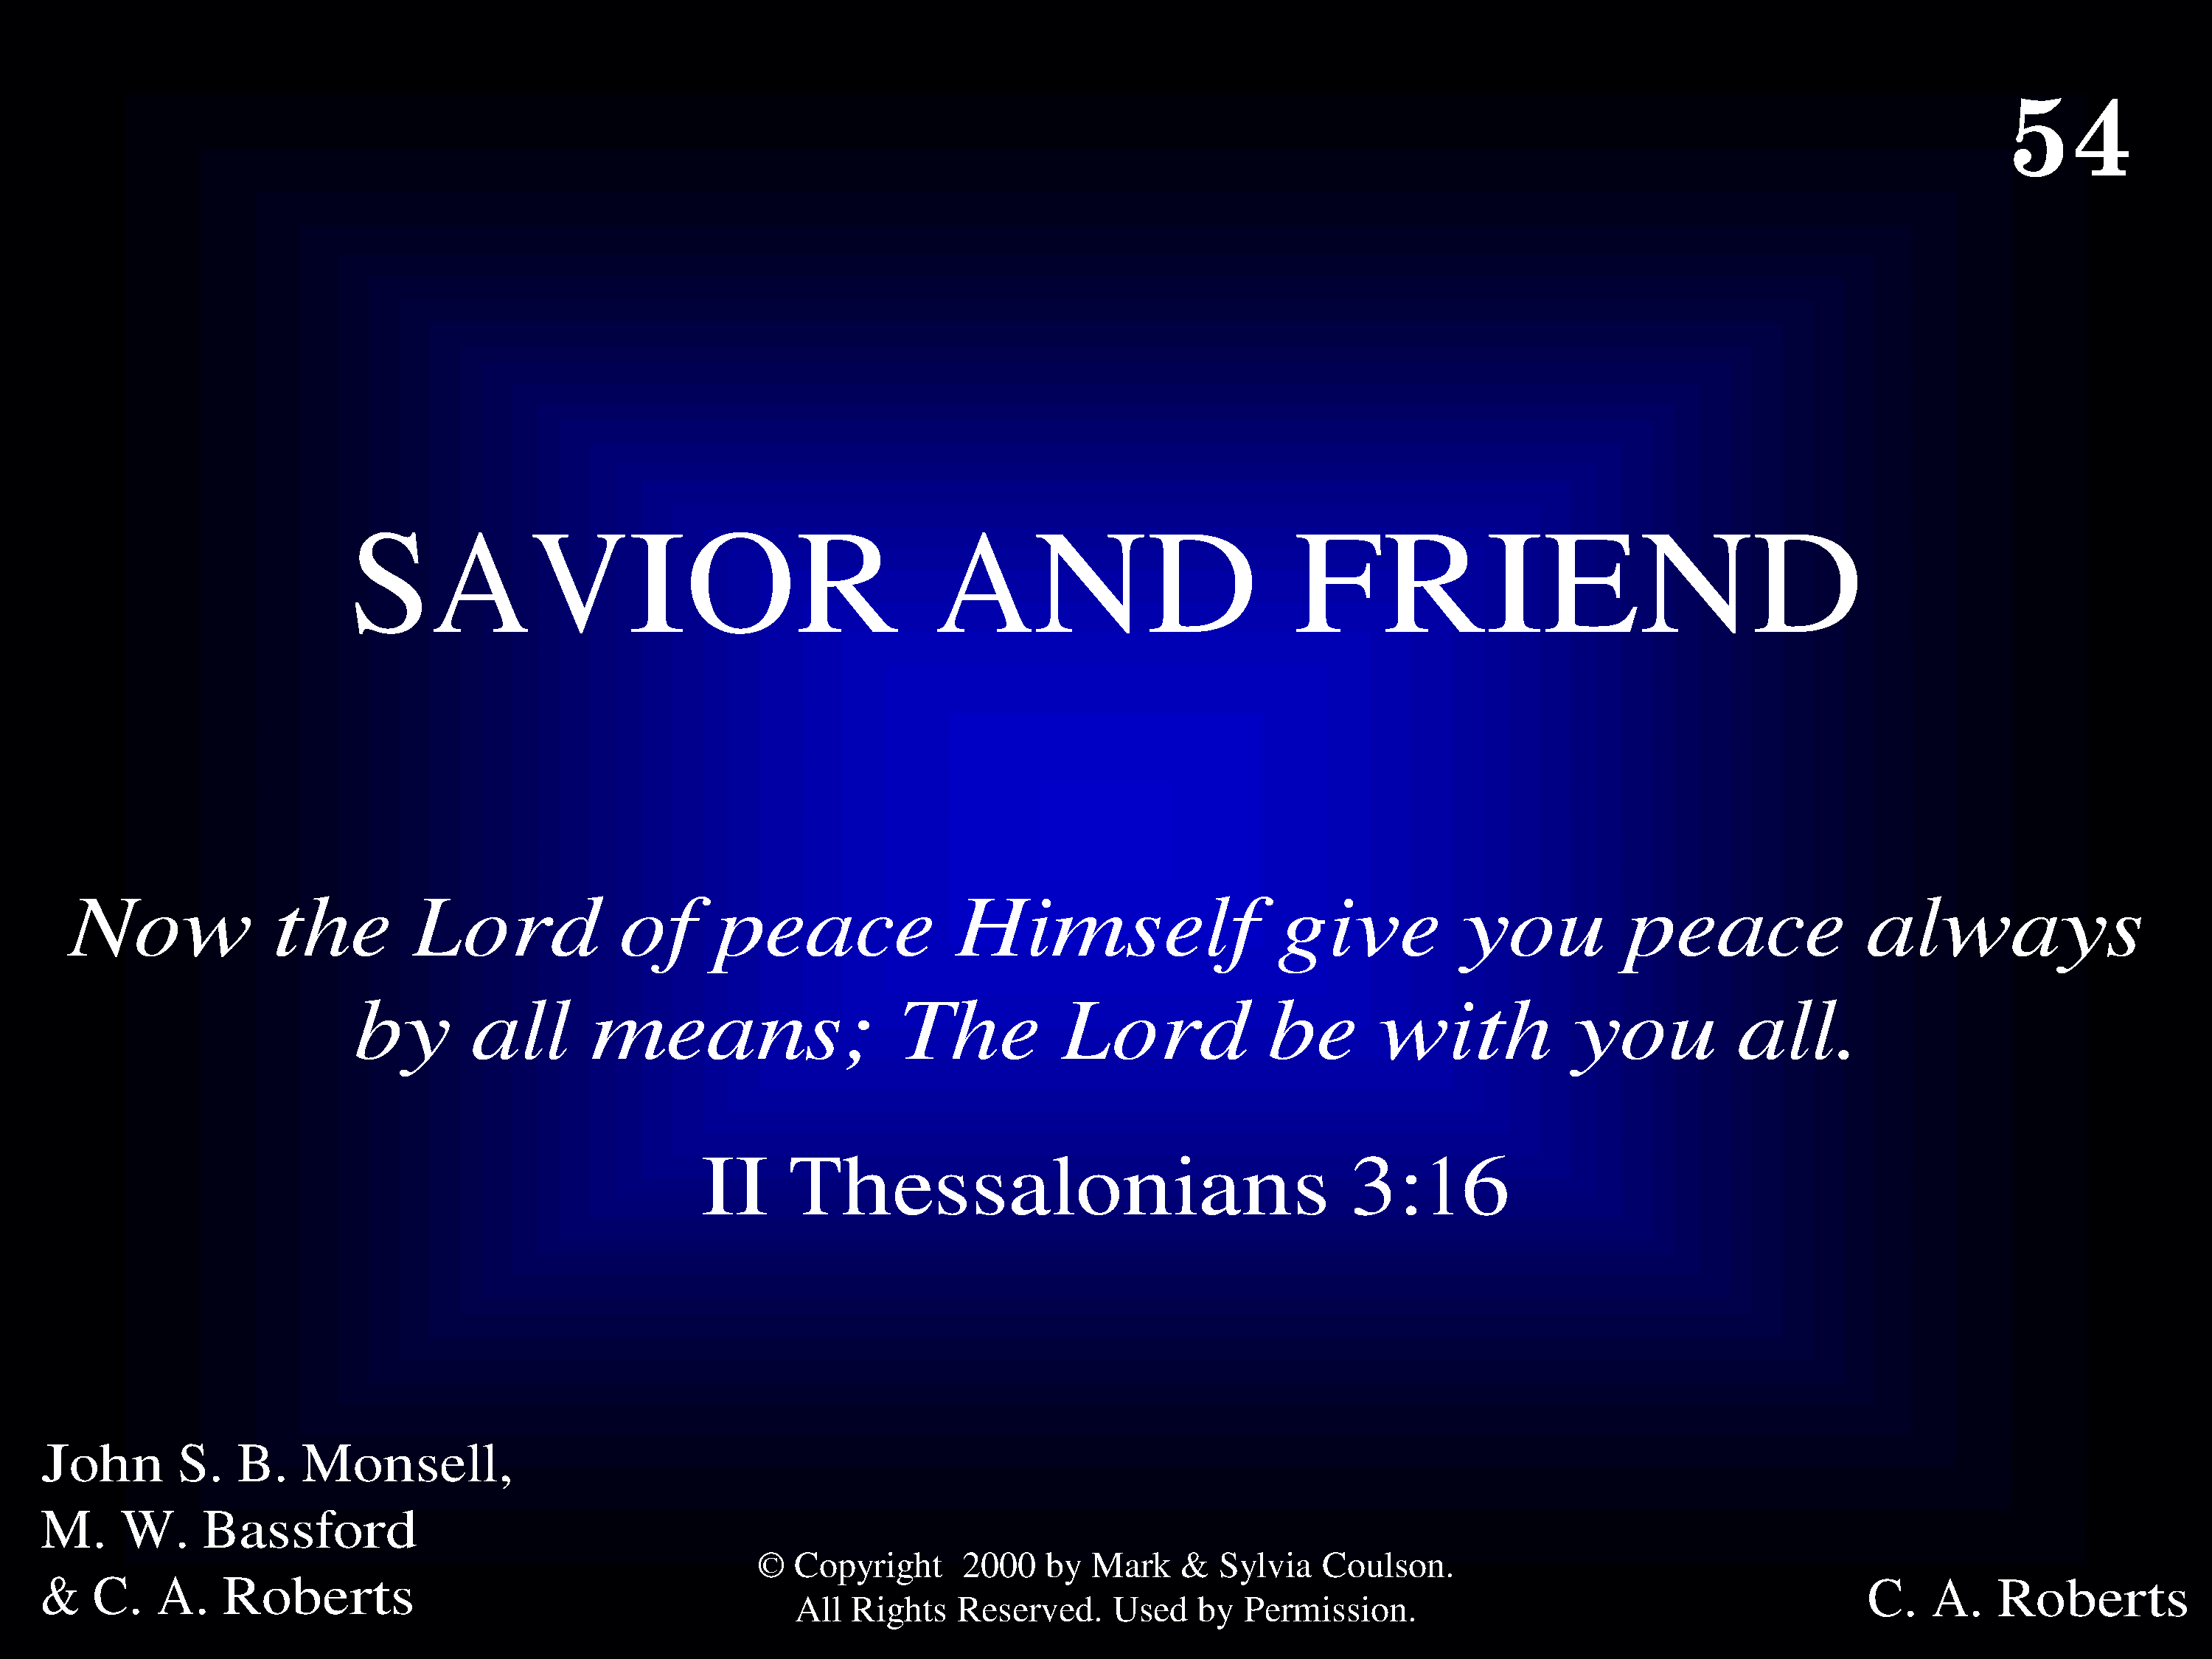 54
SAVIOR AND FRIEND
Now the Lord of peace Himself give you peace always
by all means; The Lord be with you all.
II Thessalonians 3:16
John S. B. Monsell,
M. W. Bassford
& C. A. Roberts
© Copyright 2000 by Mark & Sylvia Coulson.
All Rights Reserved. Used by Permission.
C. A. Roberts